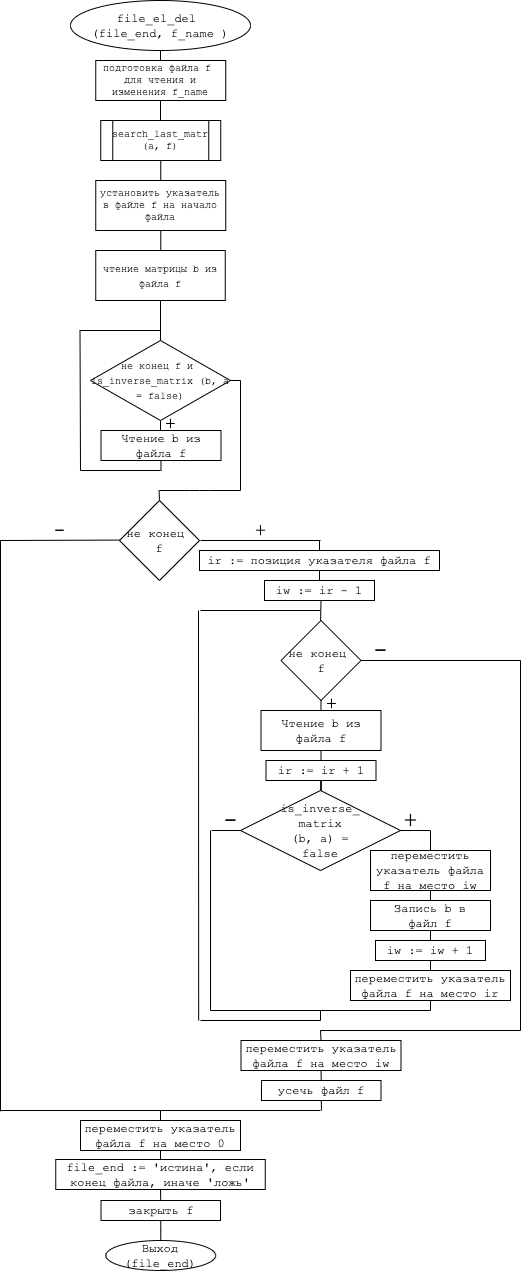 file_el_del
(file_end, f_name )
подготовка файла f
для чтения и
изменения f_name
search_last_matr
(a, f)
установить указатель
в файле f на начало
файла
чтение матрицы b из
файла f
не конец f и
is_inverse_matrix (b, a
= false)
+
Чтение b из
файла f
не конец
f
−
+
ir := позиция указателя файла f
iw := ir - 1
не конец
f
−
+
Чтение b из
файла f
ir := ir + 1
is_inverse_
matrix
(b, a) =
false
−
+
переместить
указатель файла
f на место iw
Запись b в
файл f
iw := iw + 1
переместить указатель
файла f на место ir
переместить указатель
файла f на место iw
усечь файл f
переместить указатель
файла f на место 0
file_end := 'истина', если
конец файла, иначе 'ложь'
закрыть f
Выход
(file_end)